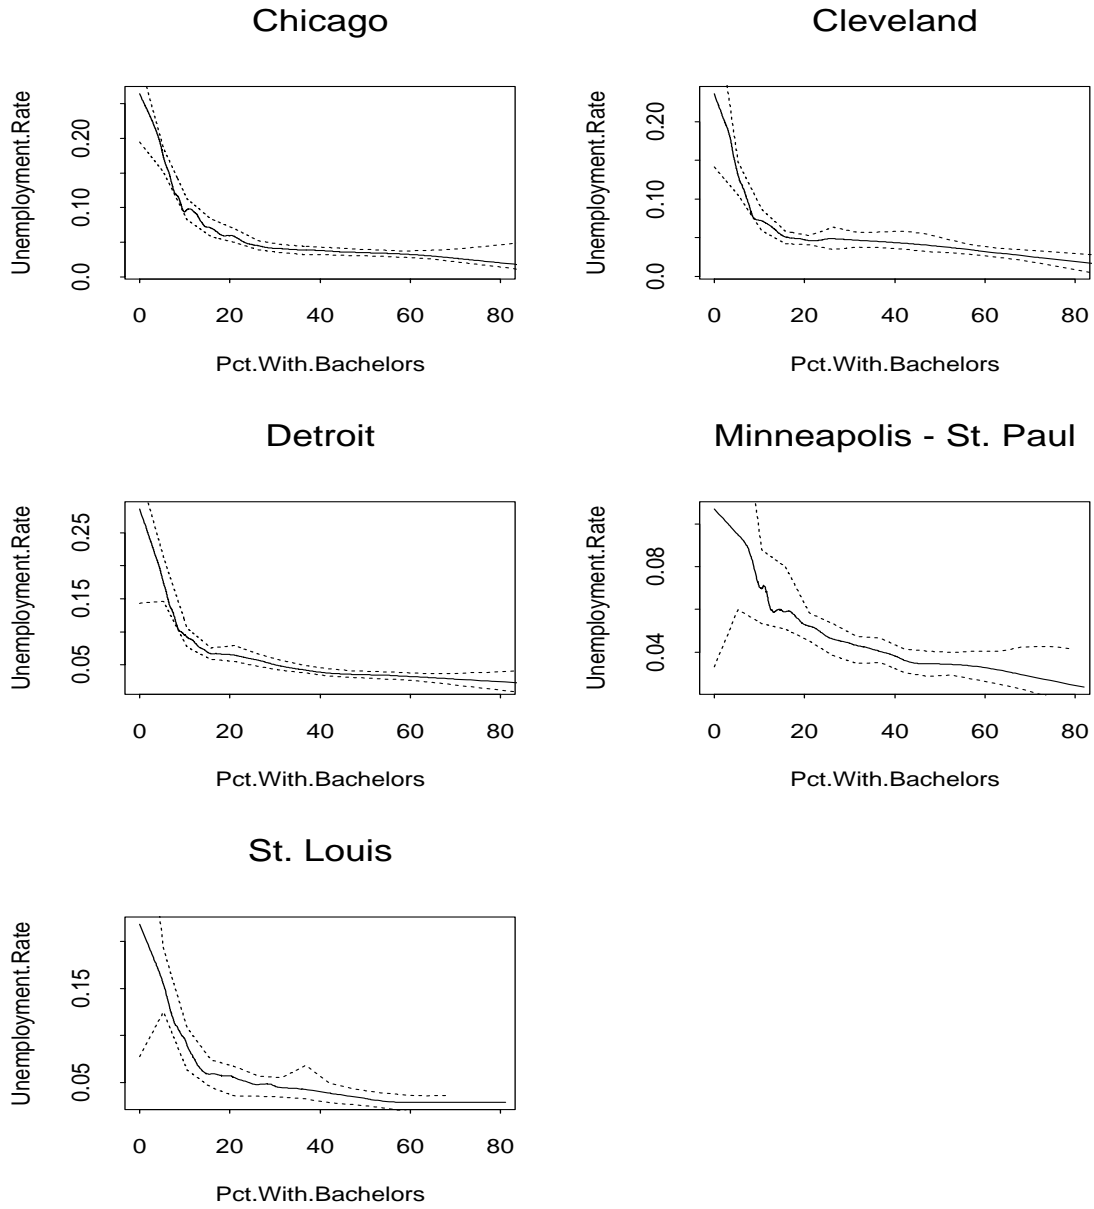 Chicago
Unemployment.Rate
0.20
0.10
0.0
0 20 40 60 80
Pct.With.Bachelors
Cleveland
Unemployment.Rate
0.20
0.10
0.0
0 20 40 60 80
Pct.With.Bachelors
Detroit
Unemployment.Rate
0.25
0.15
0.05
0 20 40 60 80
Pct.With.Bachelors
Minneapolis - St. Paul
Unemployment.Rate
0.08
0.04
0 20 40 60 80
Pct.With.Bachelors
St. Louis
Unemployment.Rate
0.15
0.05
0 20 40 60 80
Pct.With.Bachelors